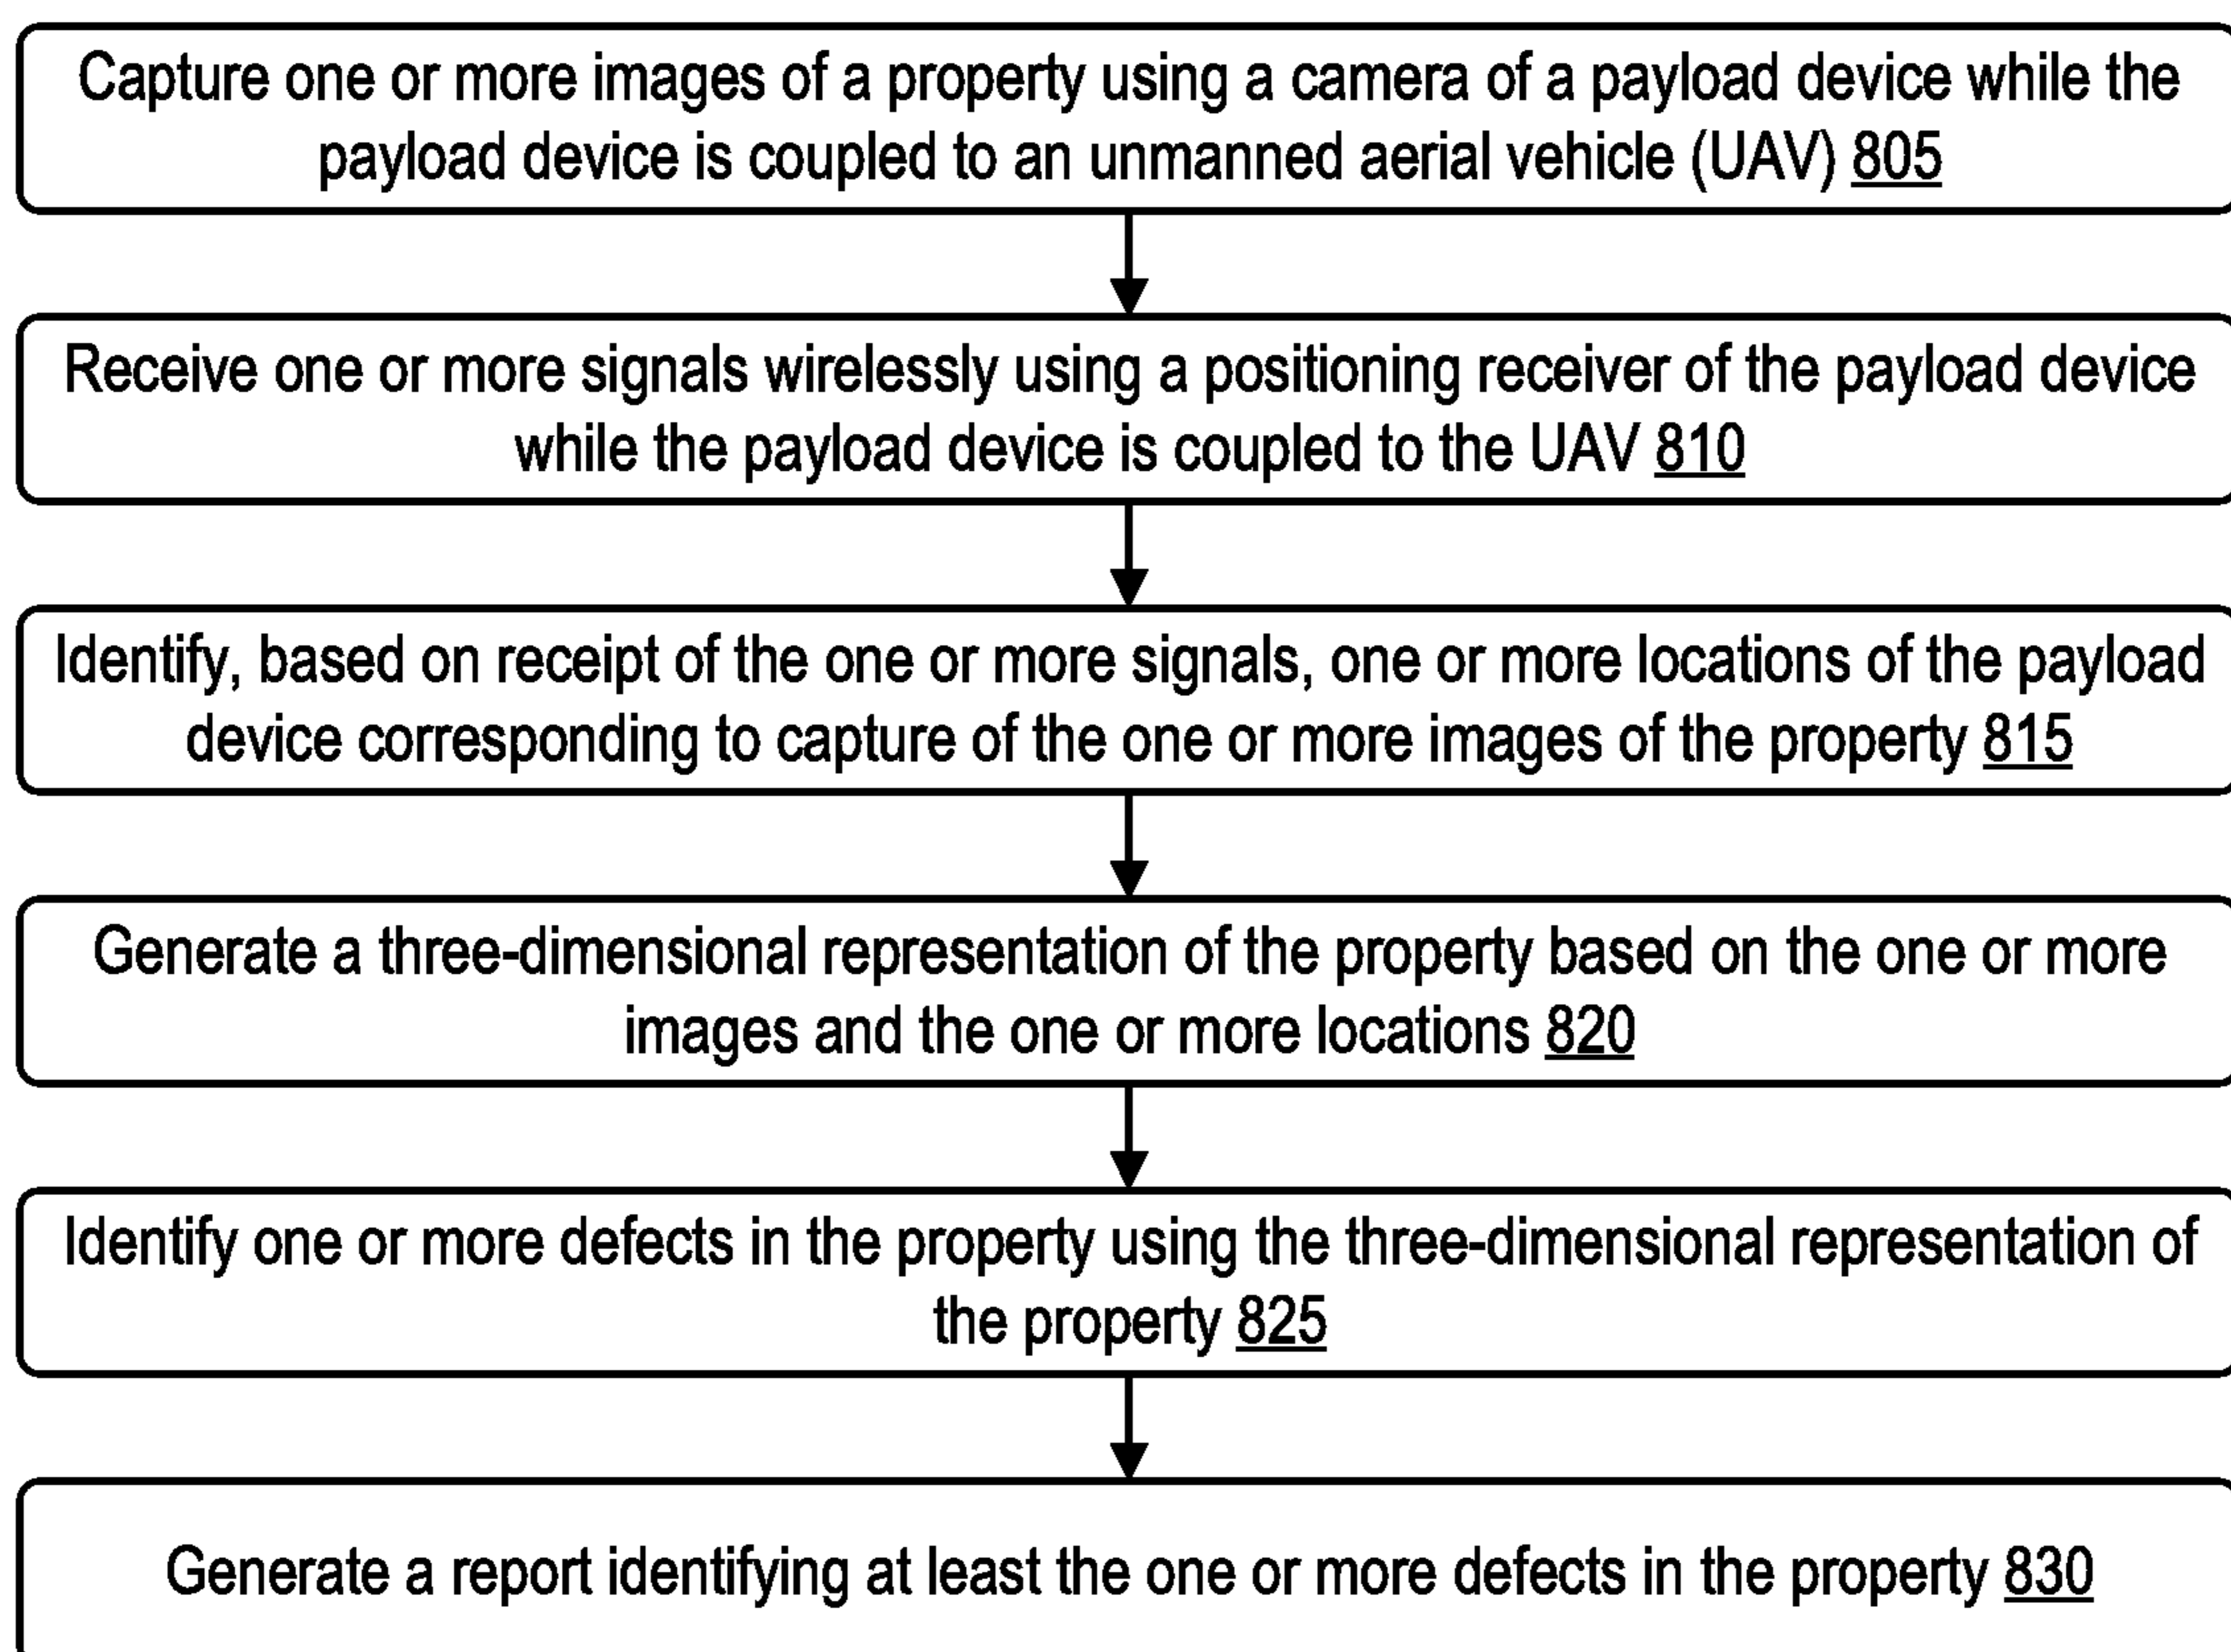 Capture one or more images of a property using a camera of a payload device while the
payload device is coupled to an unmanned aerial vehicle (UAV) 805
Receive one or more signals wirelessly using a positioning receiver of the payload device
while the payload device is coupled to the UAV 810
Identify, based on receipt of the one or more signals, one or more locations of the payload
device corresponding to capture of the one or more images of the property 815
Generate a three-dimensional representation of the property based on the one or more
images and the one or more locations 820
Identify one or more defects in the property using the three-dimensional representation of
the property 825
Generate a report identifying at least the one or more defects in the property 830